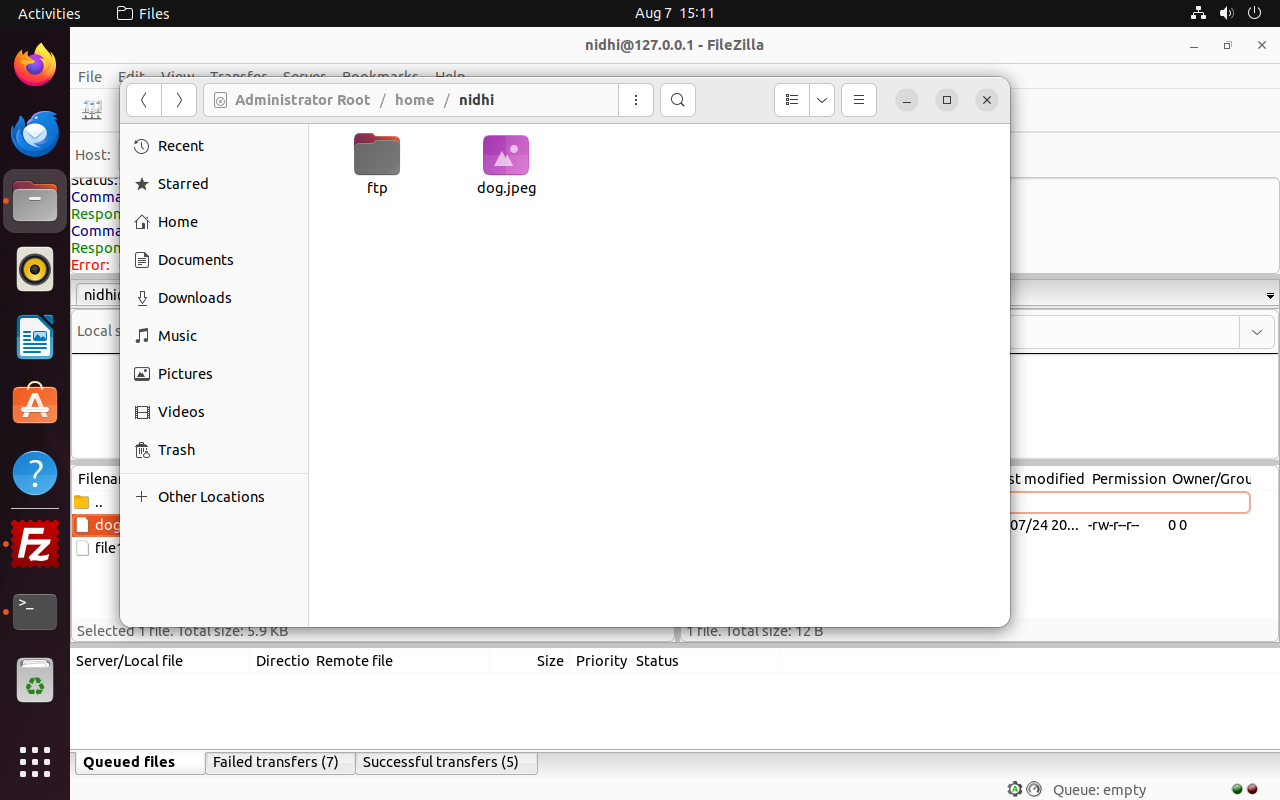 Activities
Files
Aug 7 15:11
nidhi@127.0.0.1 - FileZilla
File Edit View Transfer Server Bookmarks Help
Administrator Root / home / nidhi
Host:
Recent
Starred
Home
Documents
Downloads
Music
Pictures
Videos
Trash
Other Locations
ftp
dog.jpeg
Status:
Comma
Respon
Comma
Respon
Error:
nidhi@
Local s
Filena
..
dog
file1
st modified Permission Owner/Grou
07/24 20... -rw-r--r-- 0 0
Selected 1 file. Total size: 5.9 KB
1 file. Total size: 12 B
Server/Local file Directio Remote file Size Priority Status
Queued files Failed transfers (7) Successful transfers (5)
Queue: empty